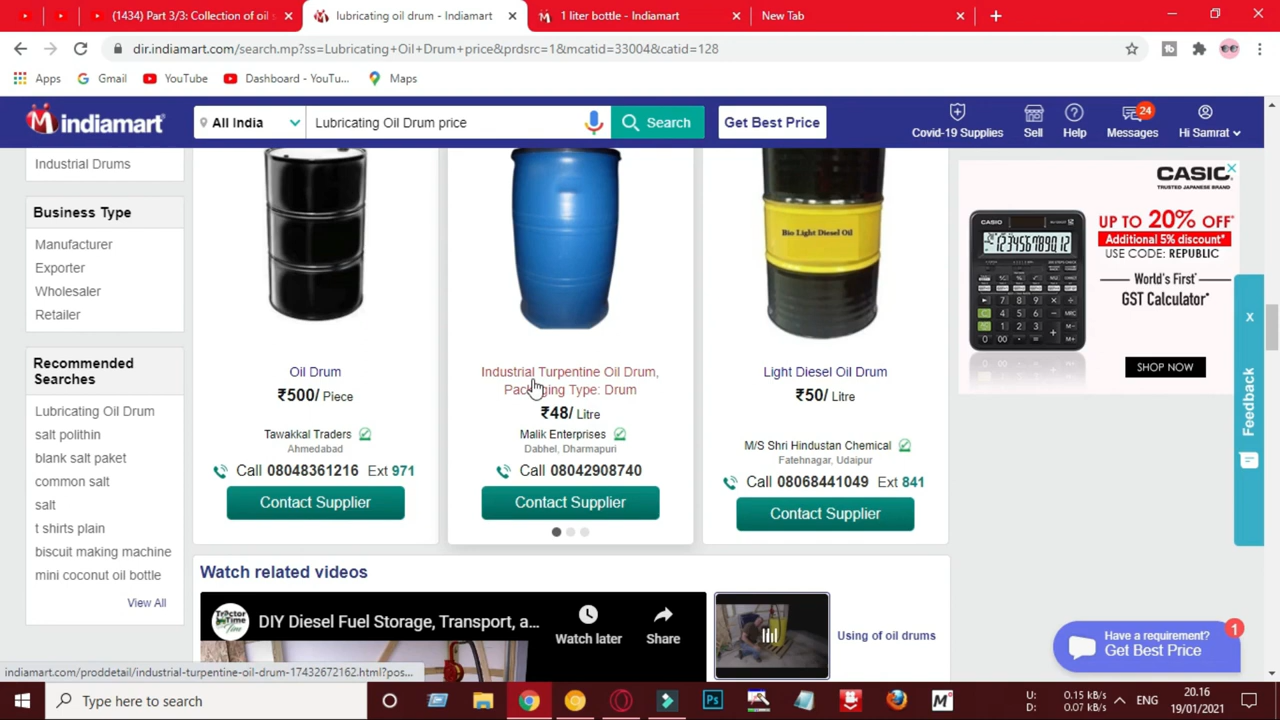 (1434) Part 3/3: Collection of oil
lubricating oil drum - Indiamart
1 liter bottle - Indiamart
New Tab
dir.indiamart.com/search.mp?ss=Lubricating+Oil+Drum+price&prdsrc=1&mcatid=33004&catid=128
Apps
Gmail
YouTube
Dashboard - YouTu...
Maps
indiamart
All India
Lubricating Oil Drum price
Search
Get Best Price
Covid-19 Supplies
Sell
Help
24
Messages
Hi Samrat
Industrial Drums
Business Type
Manufacturer
Exporter
Wholesaler
Retailer
Recommended
Searches
Lubricating Oil Drum
salt polithin
blank salt paket
common salt
salt
t shirts plain
biscuit making machine
mini coconut oil bottle
View All
Oil Drum
₹500/ Piece
Tawakkal Traders
Ahmedabad
Call 08048361216 Ext 971
Contact Supplier
Industrial Turpentine Oil Drum,
Packaging Type: Drum
₹48/ Litre
Malik Enterprises
Dabhel, Dharmapuri
Call 08042908740
Contact Supplier
Bio Light Diesel Oil
Light Diesel Oil Drum
₹50/ Litre
M/S Shri Hindustan Chemical
Fatehnagar, Udaipur
Call 08068441049 Ext 841
Contact Supplier
CASIO
TRUSTED JAPANESE BRAND
UP TO 20% OFF*
Additional 5% discount*
USE CODE: REPUBLIC
World's First*
GST Calculator*
SHOP NOW
x
Feedback
Watch related videos
Tractor
Time
DIY Diesel Fuel Storage, Transport, a...
Watch later
Share
Using of oil drums
Have a requirement?
Get Best Price
1
indiamart.com/proddetail/industrial-turpentine-oil-drum-17432672162.html?pos...
Type here to search
U: 0.15 kB/s
D: 0.07 kB/s
ENG
20.16
19/01/2021